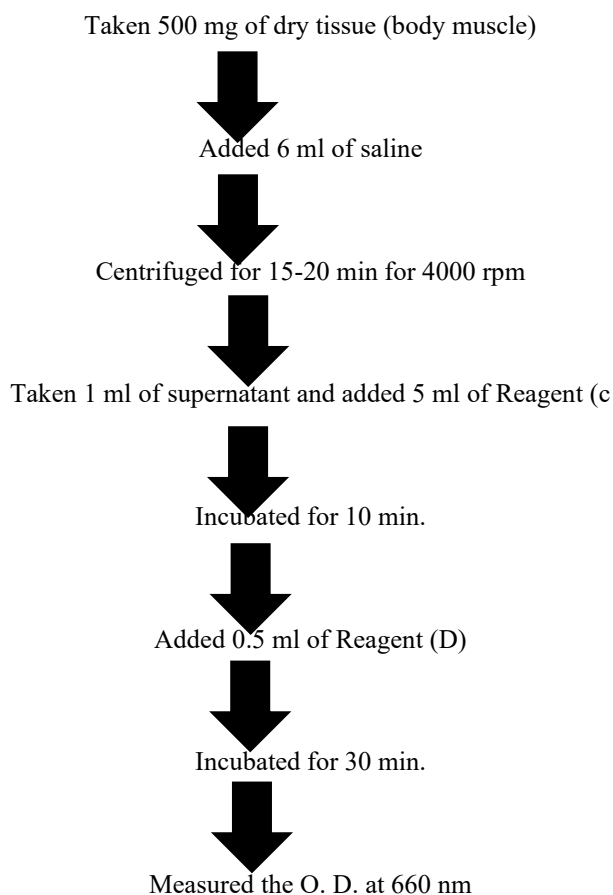 Taken 500 mg of dry tissue (body muscle)
Added 6 ml of saline
Centrifuged for 15-20 min for 4000 rpm
Taken 1 ml of supernatant and added 5 ml of Reagent (c
Incubated for 10 min.
Added 0.5 ml of Reagent (D)
Incubated for 30 min.
Measured the O. D. at 660 nm